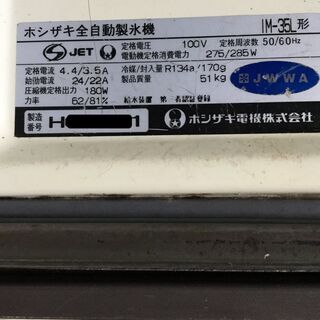 ホシザキ全自動製氷機 IM-35L形
JET 定格電圧 100V 定格周波数 50/60Hz
電動機定格消費電力 275/285W
定格電流 4.4/3.5A 冷媒/封入量 R134a/170g
始動電流 24/22A 製品質量 51kg
圧縮機定格出力 180W
力率 62/81%
JWWA
製造番号 H 1
ホシザキ電機株式会社